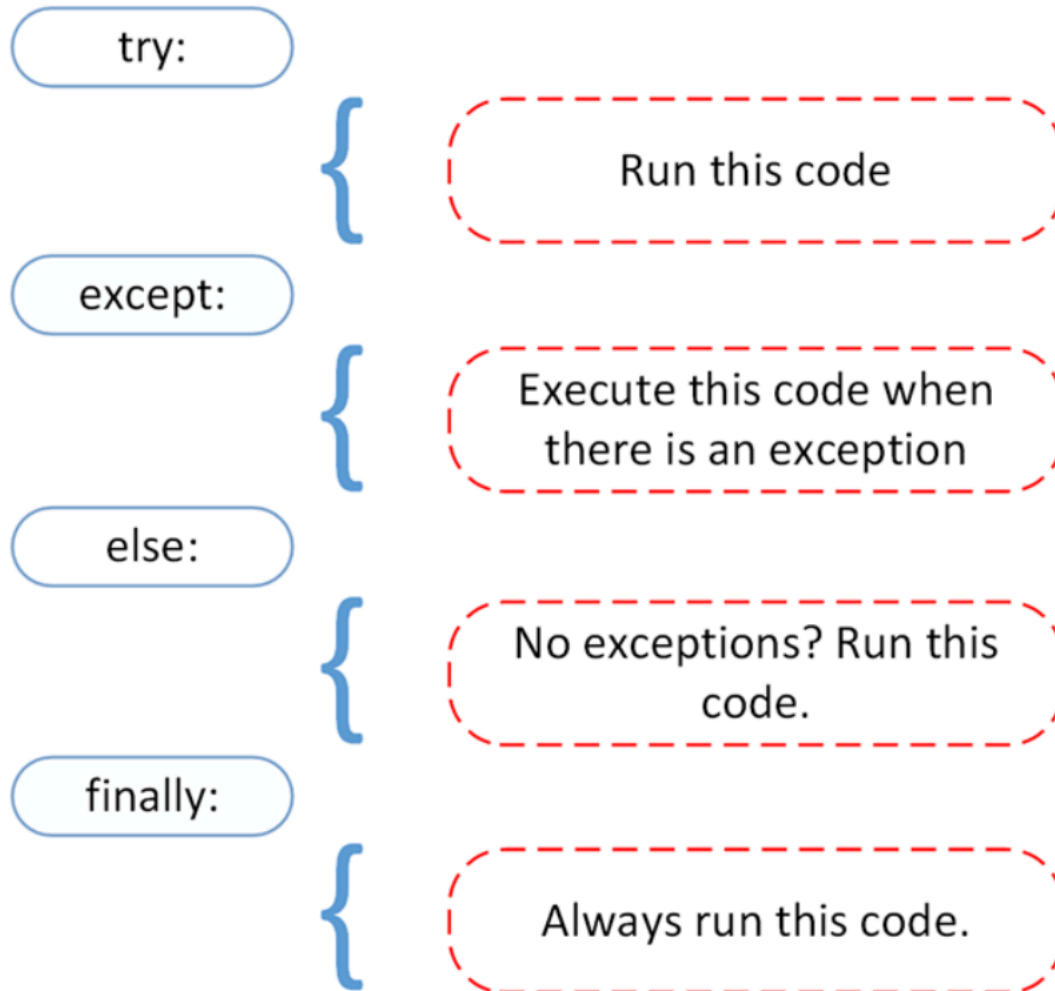 try:
Run this code
except:
Execute this code when
there is an exception
else:
No exceptions? Run this
code.
finally:
Always run this code.